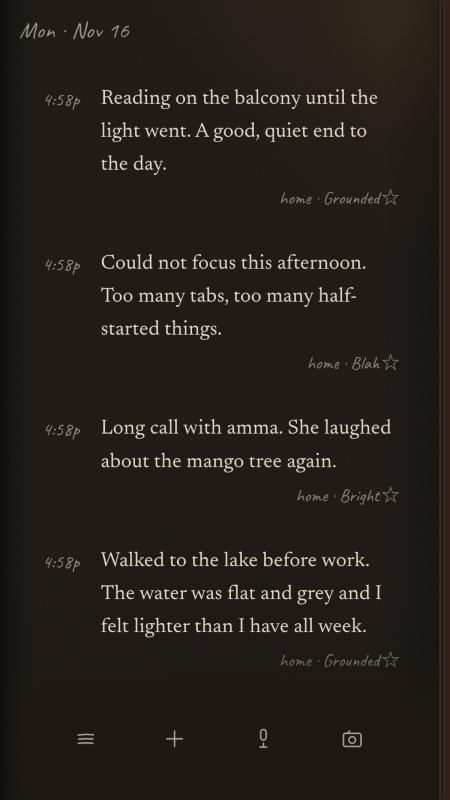 Mon · Nov 16
4:58p Reading on the balcony until the
light went. A good, quiet end to
the day.
home · Grounded☆
4:58p Could not focus this afternoon.
Too many tabs, too many half-
started things.
home · Blah☆
4:58p Long call with amma. She laughed
about the mango tree again.
home · Bright☆
4:58p Walked to the lake before work.
The water was flat and grey and I
felt lighter than I have all week.
home · Grounded☆